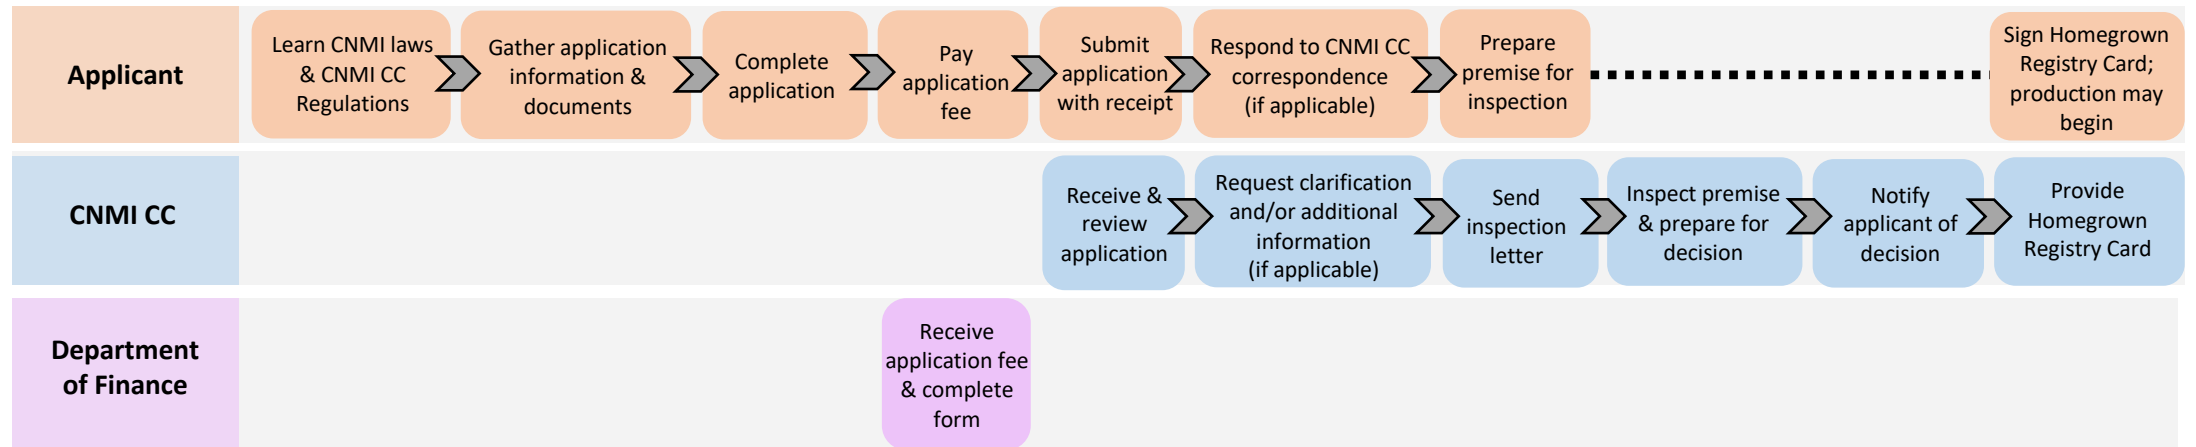 Applicant
Learn CNMI laws
& CNMI CC
Regulations
Gather application
information &
documents
Complete
application
Pay
application
fee
Submit
application
with receipt
Respond to CNMI CC
correspondence
(if applicable)
Prepare
premise for
inspection
Sign Homegrown
Registry Card;
production may
begin
CNMI CC
Receive &
review
application
Request clarification
and/or additional
information
(if applicable)
Send
inspection
letter
Inspect premise
& prepare for
decision
Notify
applicant of
decision
Provide
Homegrown
Registry Card
Department
of Finance
Receive
application fee
& complete
form